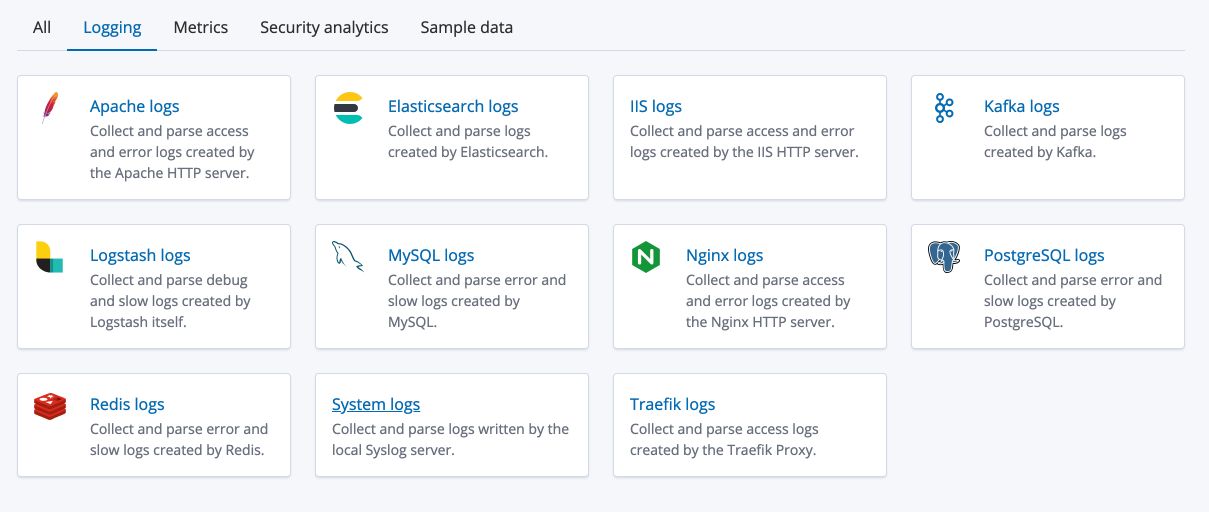 All Logging Metrics Security analytics Sample data
Apache logs
Collect and parse access
and error logs created by
the Apache HTTP server.
Elasticsearch logs
Collect and parse logs
created by Elasticsearch.
IIS logs
Collect and parse access and error
logs created by the IIS HTTP server.
Kafka logs
Collect and parse logs
created by Kafka.
Logstash logs
Collect and parse debug
and slow logs created by
Logstash itself.
MySQL logs
Collect and parse error and
slow logs created by
MySQL.
Nginx logs
Collect and parse access
and error logs created by
the Nginx HTTP server.
PostgreSQL logs
Collect and parse error and
slow logs created by
PostgreSQL.
Redis logs
Collect and parse error and
slow logs created by Redis.
System logs
Collect and parse logs written by the
local Syslog server.
Traefik logs
Collect and parse access logs
created by the Traefik Proxy.